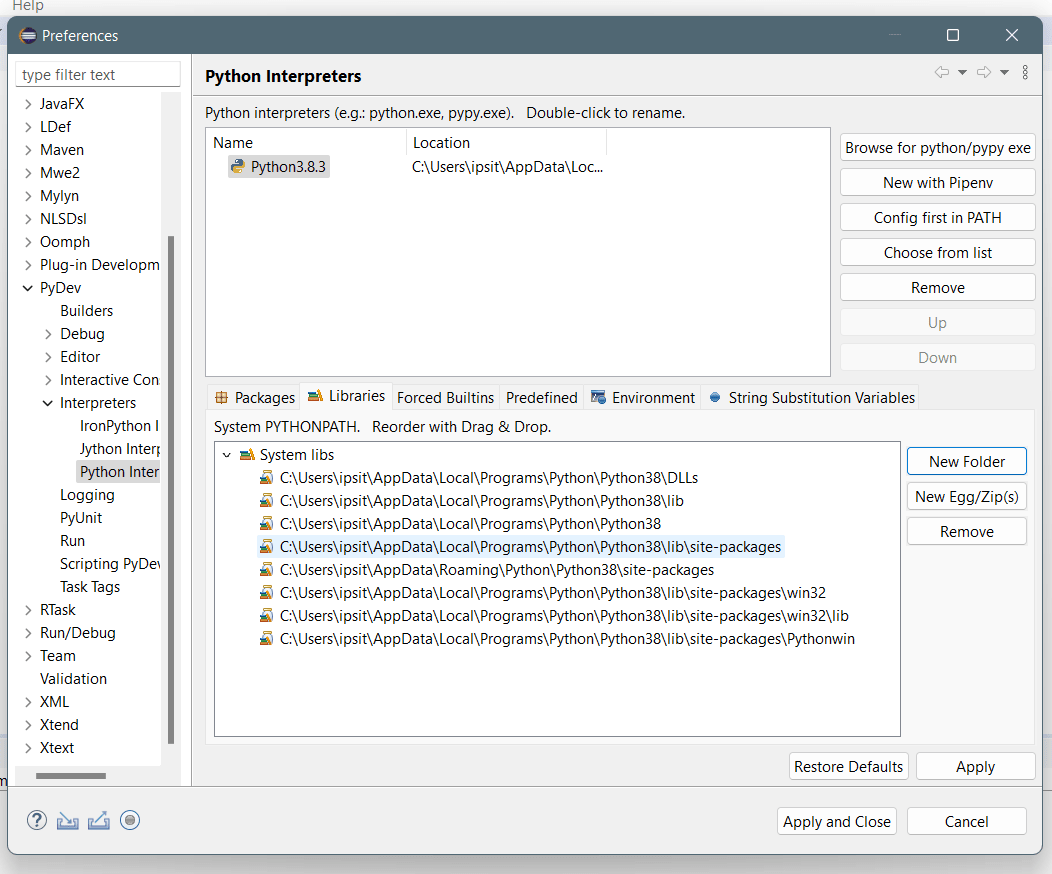 Help
Preferences
type filter text
JavaFX
LDef
Maven
Mwe2
Mylyn
NLSDsl
Oomph
Plug-in Developm
PyDev
Builders
Debug
Editor
Interactive Con
Interpreters
IronPython I
Jython Interp
Python Inter
Logging
PyUnit
Run
Scripting PyDev
Task Tags
RTask
Run/Debug
Team
Validation
XML
Xtend
Xtext
Python Interpreters
Python interpreters (e.g.: python.exe, pypy.exe).   Double-click to rename.
Name Location
Python3.8.3 C:\Users\ipsit\AppData\Loc...
Browse for python/pypy exe
New with Pipenv
Config first in PATH
Choose from list
Remove
Up
Down
Packages Libraries Forced Builtins Predefined Environment String Substitution Variables
System PYTHONPATH.   Reorder with Drag & Drop.
System libs
C:\Users\ipsit\AppData\Local\Programs\Python\Python38\DLLs
C:\Users\ipsit\AppData\Local\Programs\Python\Python38\lib
C:\Users\ipsit\AppData\Local\Programs\Python\Python38
C:\Users\ipsit\AppData\Local\Programs\Python\Python38\lib\site-packages
C:\Users\ipsit\AppData\Roaming\Python\Python38\site-packages
C:\Users\ipsit\AppData\Local\Programs\Python\Python38\lib\site-packages\win32
C:\Users\ipsit\AppData\Local\Programs\Python\Python38\lib\site-packages\win32\lib
C:\Users\ipsit\AppData\Local\Programs\Python\Python38\lib\site-packages\Pythonwin
New Folder
New Egg/Zip(s)
Remove
Restore Defaults Apply
Apply and Close Cancel